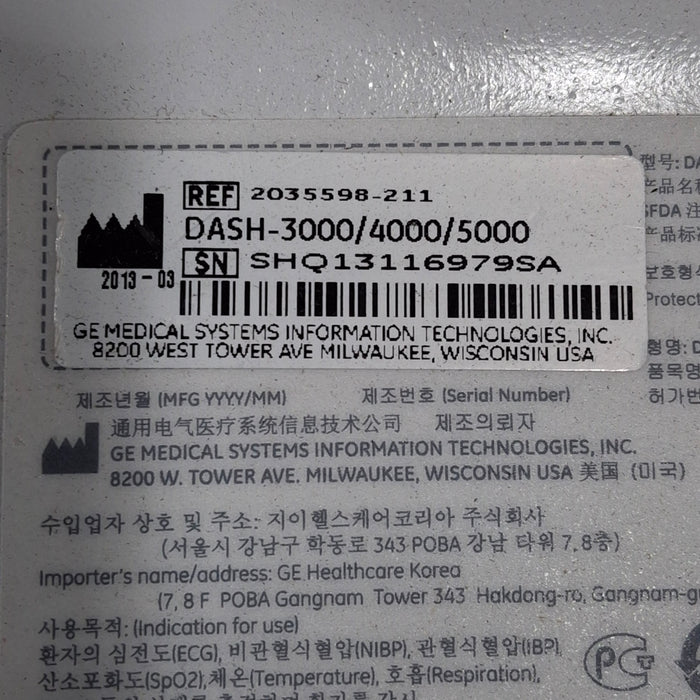 REF 2035598-211
DASH-3000/4000/5000
SN SHQ13116979SA
2013-03
GE MEDICAL SYSTEMS INFORMATION TECHNOLOGIES, INC.
8200 WEST TOWER AVE MILWAUKEE, WISCONSIN USA
型号: DA
产品名
SFDA 注
产品标
Protec
형명: D
품목명
허가번
제조년월 (MFG YYYY/MM) 제조번호 (Serial Number)
通用电气医疗系统信息技术公司 제조의뢰자
GE MEDICAL SYSTEMS INFORMATION TECHNOLOGIES, INC.
8200 W. TOWER AVE. MILWAUKEE, WISCONSIN USA 美国 (미국)
수입업자 상호 및 주소: 지이헬스케어코리아 주식회사
(서울시 강남구 학동로 343 POBA 강남 타워 7, 8층)
Importer's name/address: GE Healthcare Korea
(7, 8 F POBA Gangnam Tower 343 Hakdong-ro, Gangnam-g
사용목적: (Indication for use)
환자의 심전도(ECG), 비관혈식혈압(NIBP), 관혈식혈압(IBP),
산소포화도(SpO2), 체온(Temperature), 호흡(Respiration),